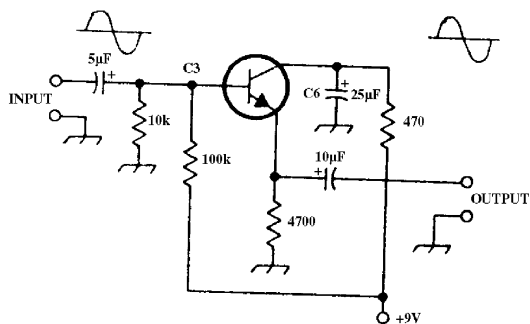 5µF
+
C3
INPUT
10k
100k
+
C6
25µF
470
10µF
+
OUTPUT
4700
+9V